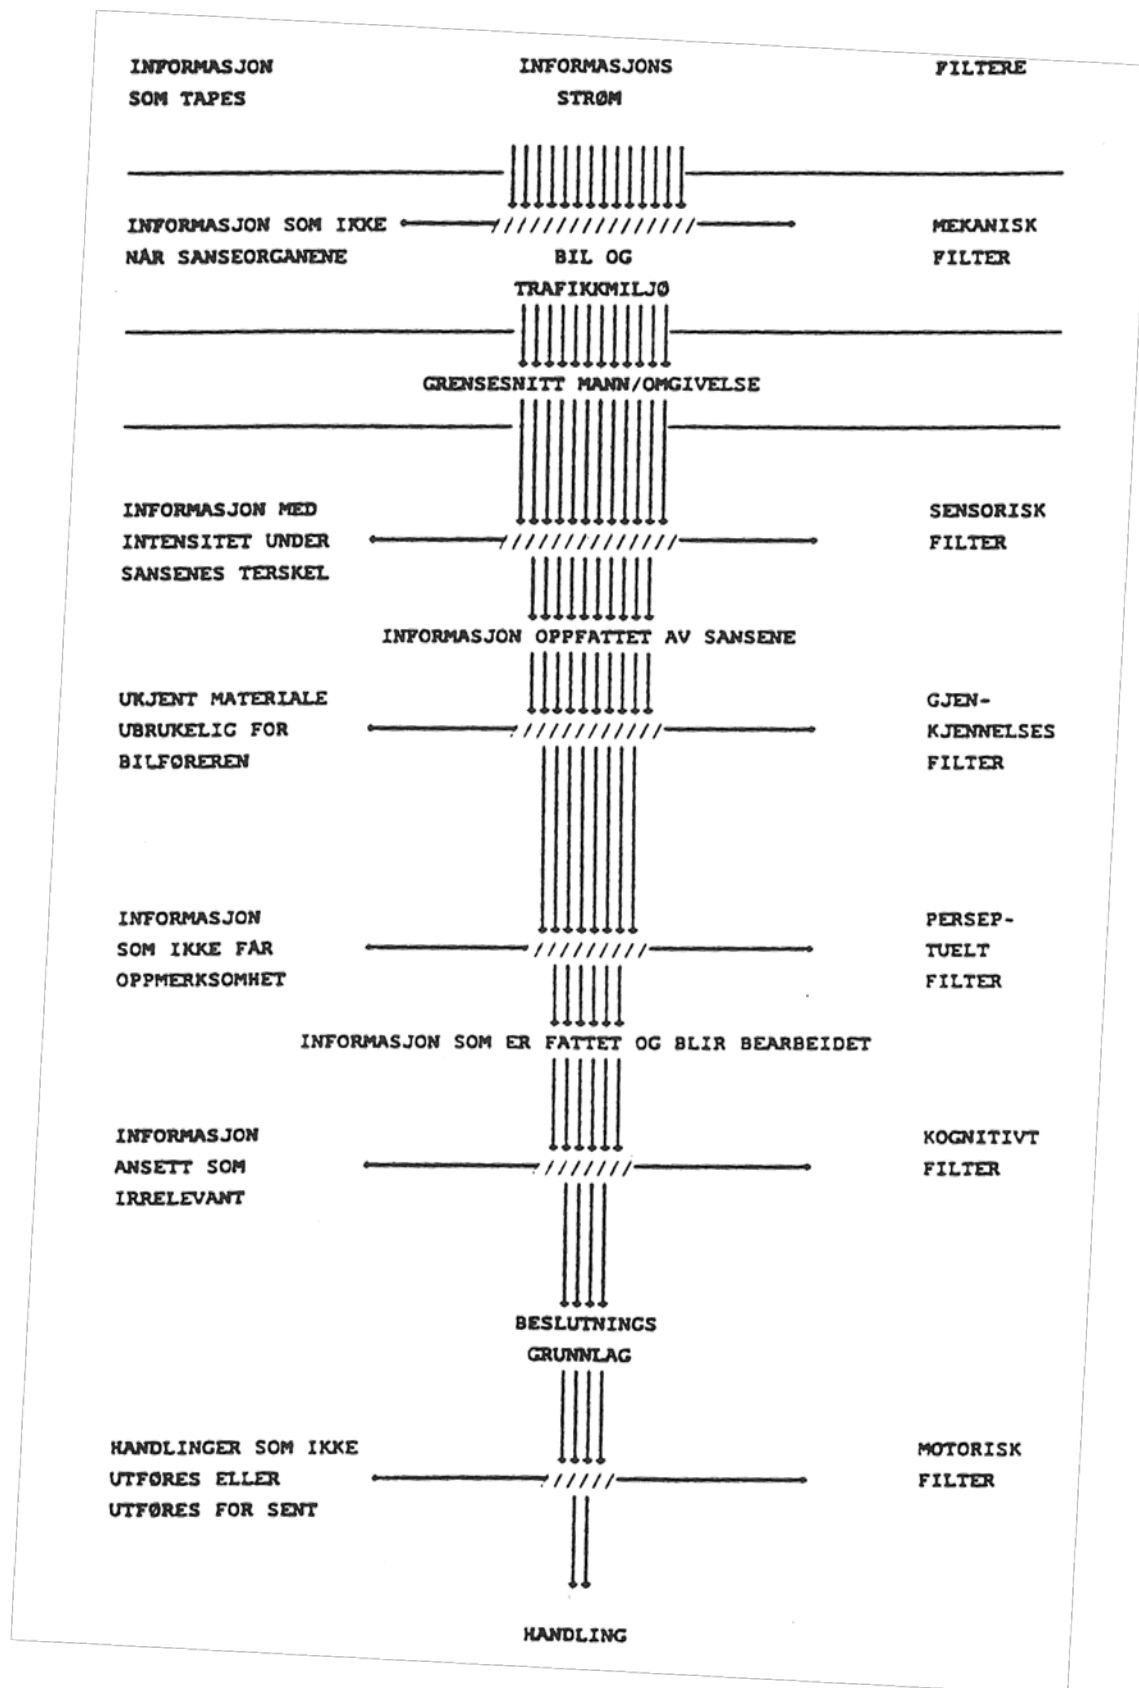 INFORMASJON
SOM TAPES
INFORMASJONS
STRØM
FILTERE
INFORMASJON SOM IKKE
NÅR SANSEORGANENE
BIL OG
TRAFIKKMILJØ
MEKANISK
FILTER
GRENSESNITT MANN/OMGIVELSE
INFORMASJON MED
INTENSITET UNDER
SANSENES TERSKEL
SENSORISK
FILTER
INFORMASJON OPPFATTET AV SANSENE
UKJENT MATERIALE
UBRUKELIG FOR
BILFØREREN
GJEN-
KJENNELSES
FILTER
INFORMASJON
SOM IKKE FÅR
OPPMERKSOMHET
PERSEP-
TUELT
FILTER
INFORMASJON SOM ER FATTET OG BLIR BEARBEIDET
INFORMASJON
ANSETT SOM
IRRELEVANT
KOGNITIVT
FILTER
BESLUTNINGS
GRUNNLAG
HANDLINGER SOM IKKE
UTFØRES ELLER
UTFØRES FOR SENT
MOTORISK
FILTER
HANDLING